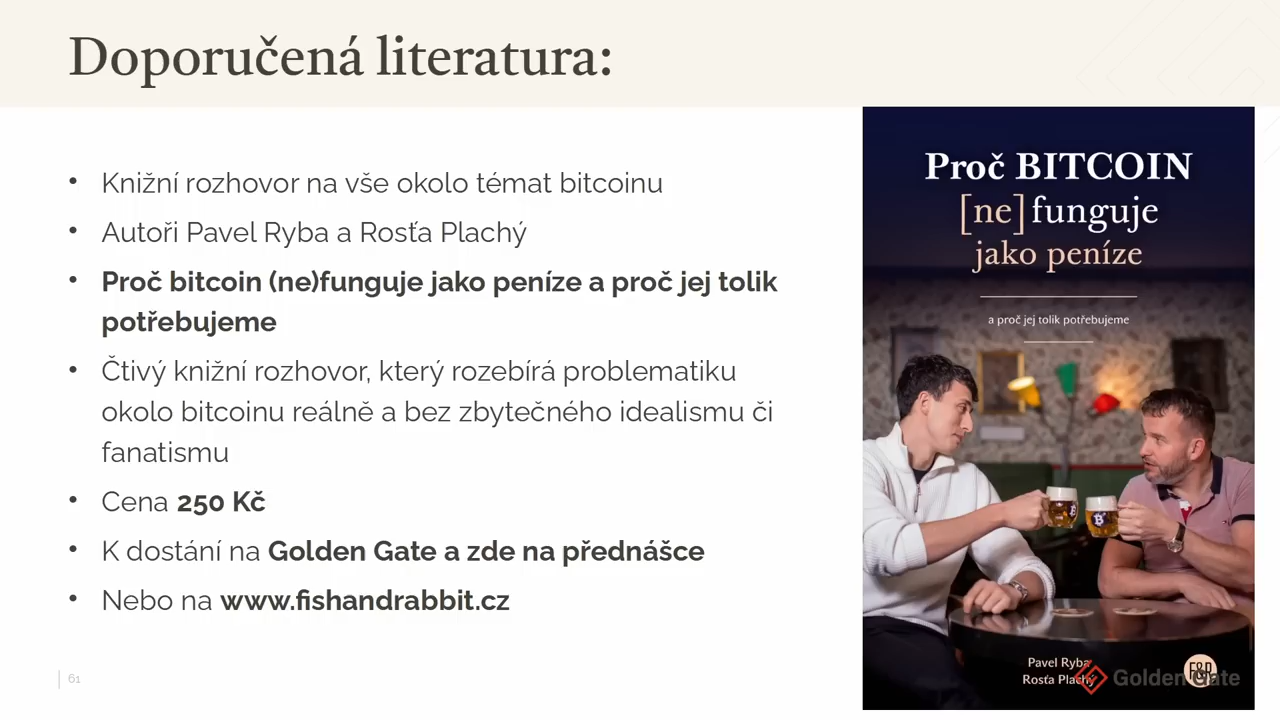 Doporučená literatura:
Knižní rozhovor na vše okolo témat bitcoinu
Autoři Pavel Ryba a Rosťa Plachý
Proč bitcoin (ne)funguje jako peníze a proč jej tolik
potřebujeme
Čtivý knižní rozhovor, který rozebírá problematiku
okolo bitcoinu reálně a bez zbytečného idealismu či
fanatismu
Cena 250 Kč
K dostání na Golden Gate a zde na přednášce
Nebo na www.fishandrabbit.cz
61
Proč BITCOIN
[ne] funguje
jako peníze
a proč jej tolik potřebujeme
Pavel Ryba
Rosťa Plachý
F&R
Golden Gate